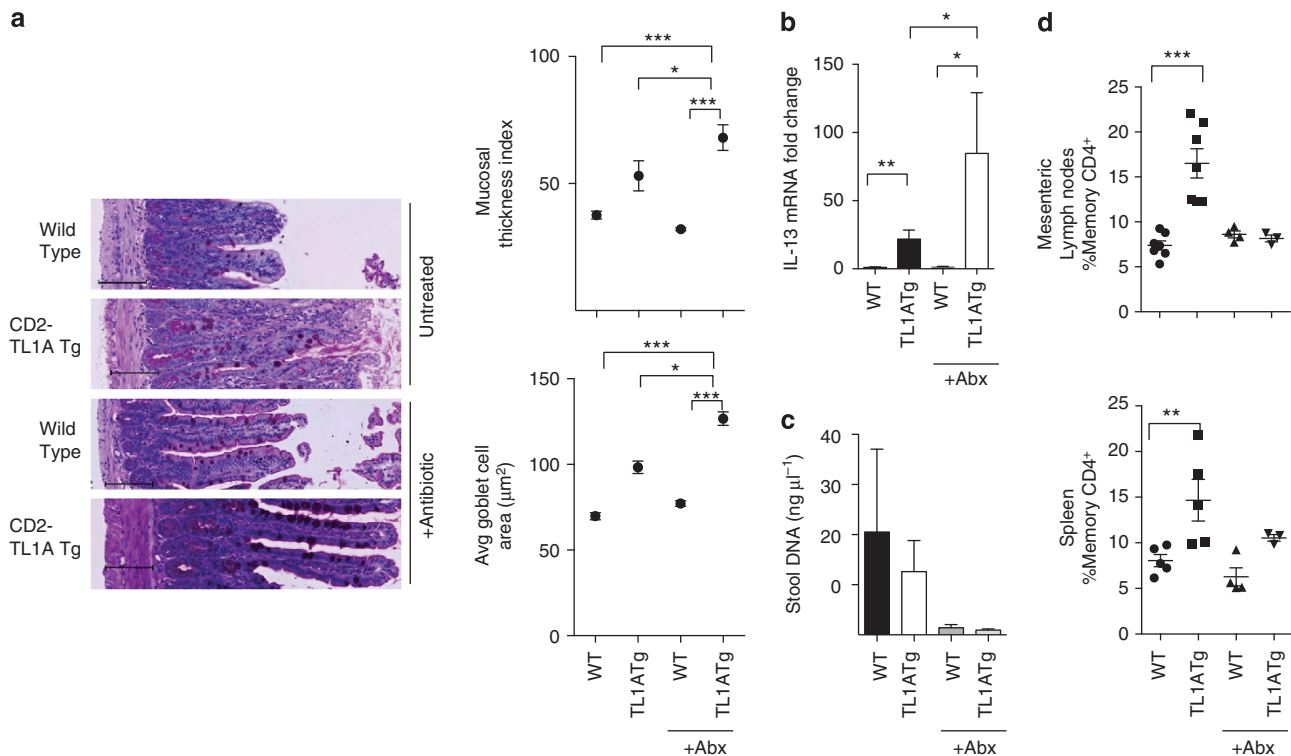 a
Wild
Type
CD2-
TL1A Tg
Untreated
Wild
Type
CD2-
TL1A Tg
+Antibiotic
Mucosal
thickness index
100
50
***
*
***
Avg goblet cell
area (μm²)
150
100
50
0
***
*
***
WT
TL1ATg
WT
TL1ATg
+Abx
b
IL-13 mRNA fold change
150
100
50
0
*
*
**
WT
TL1ATg
WT
TL1ATg
+Abx
c
Stool DNA (ng μl⁻¹)
60
40
20
0
WT
TL1ATg
WT
TL1ATg
+Abx
d
Mesenteric
Lymph nodes
%Memory CD4⁺
25
20
15
10
5
0
***
Spleen
%Memory CD4⁺
25
20
15
10
5
0
**
WT
TL1ATg
WT
TL1ATg
+Abx